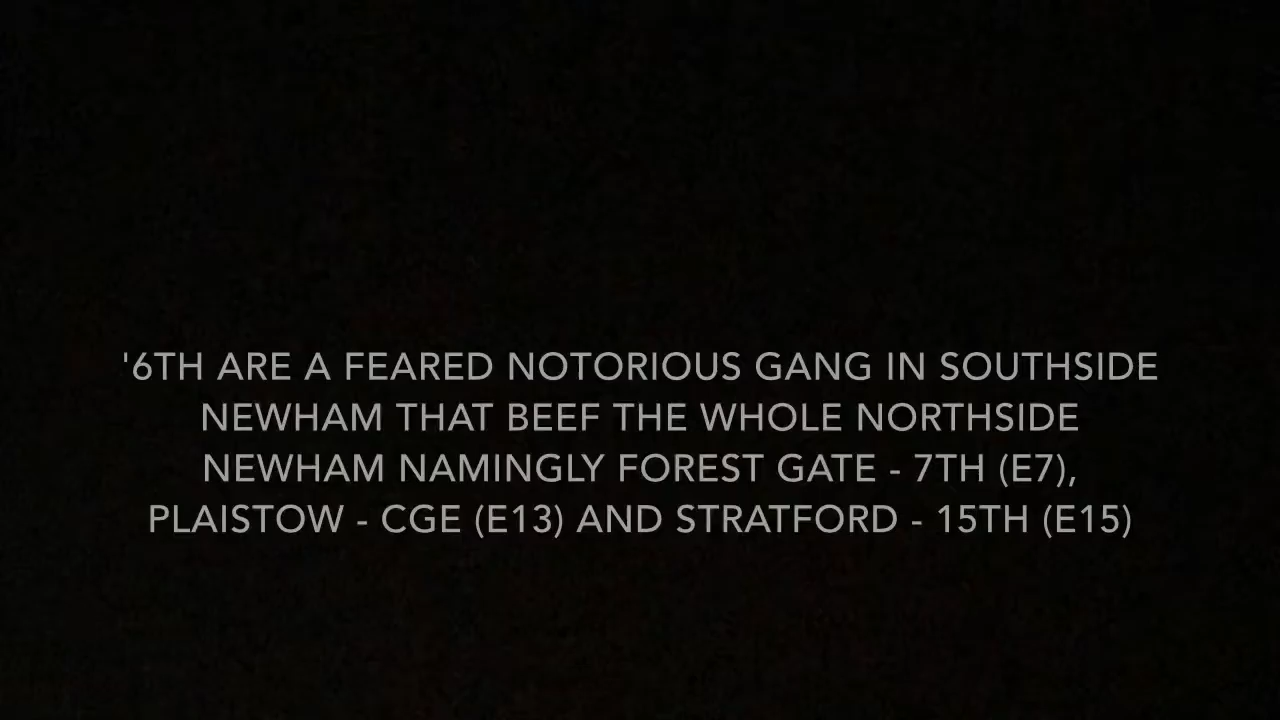 '6TH ARE A FEARED NOTORIOUS GANG IN SOUTHSIDE
NEWHAM THAT BEEF THE WHOLE NORTHSIDE
NEWHAM NAMINGLY FOREST GATE - 7TH (E7),
PLAISTOW - CGE (E13) AND STRATFORD - 15TH (E15)